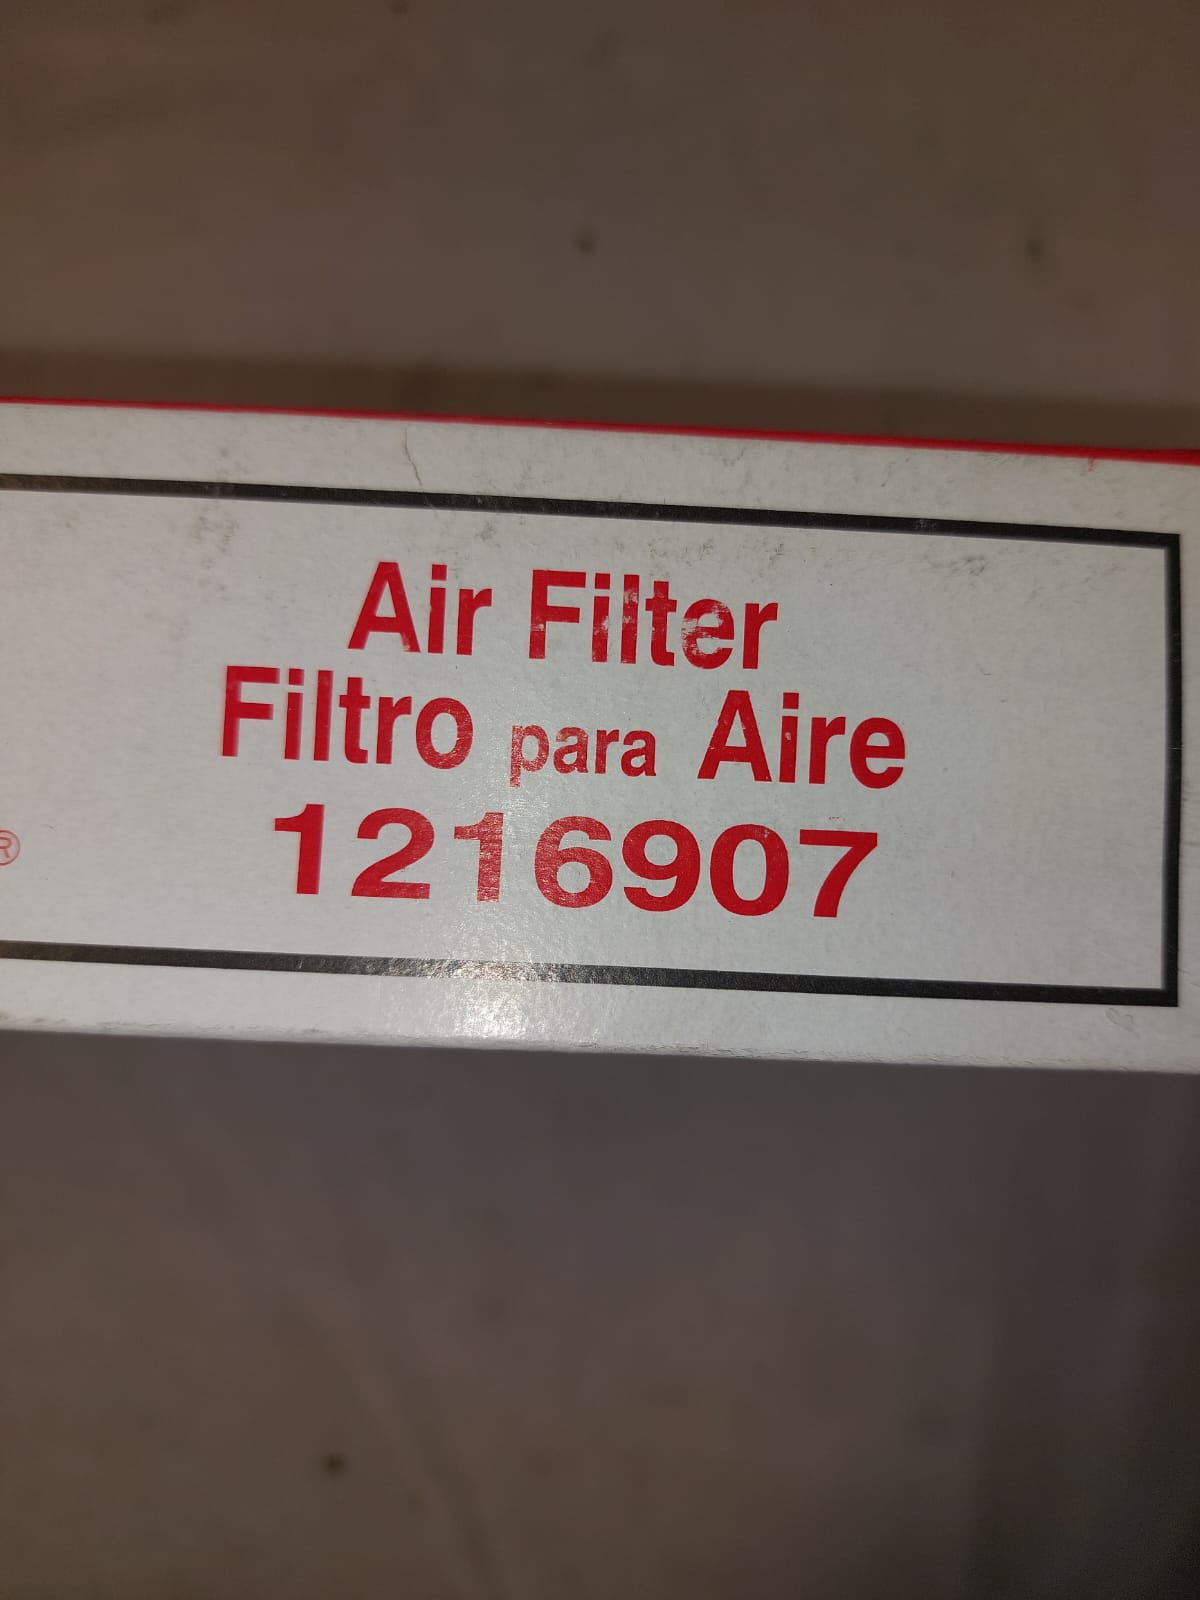 Air Filter
Filtro para Aire
1216907
®